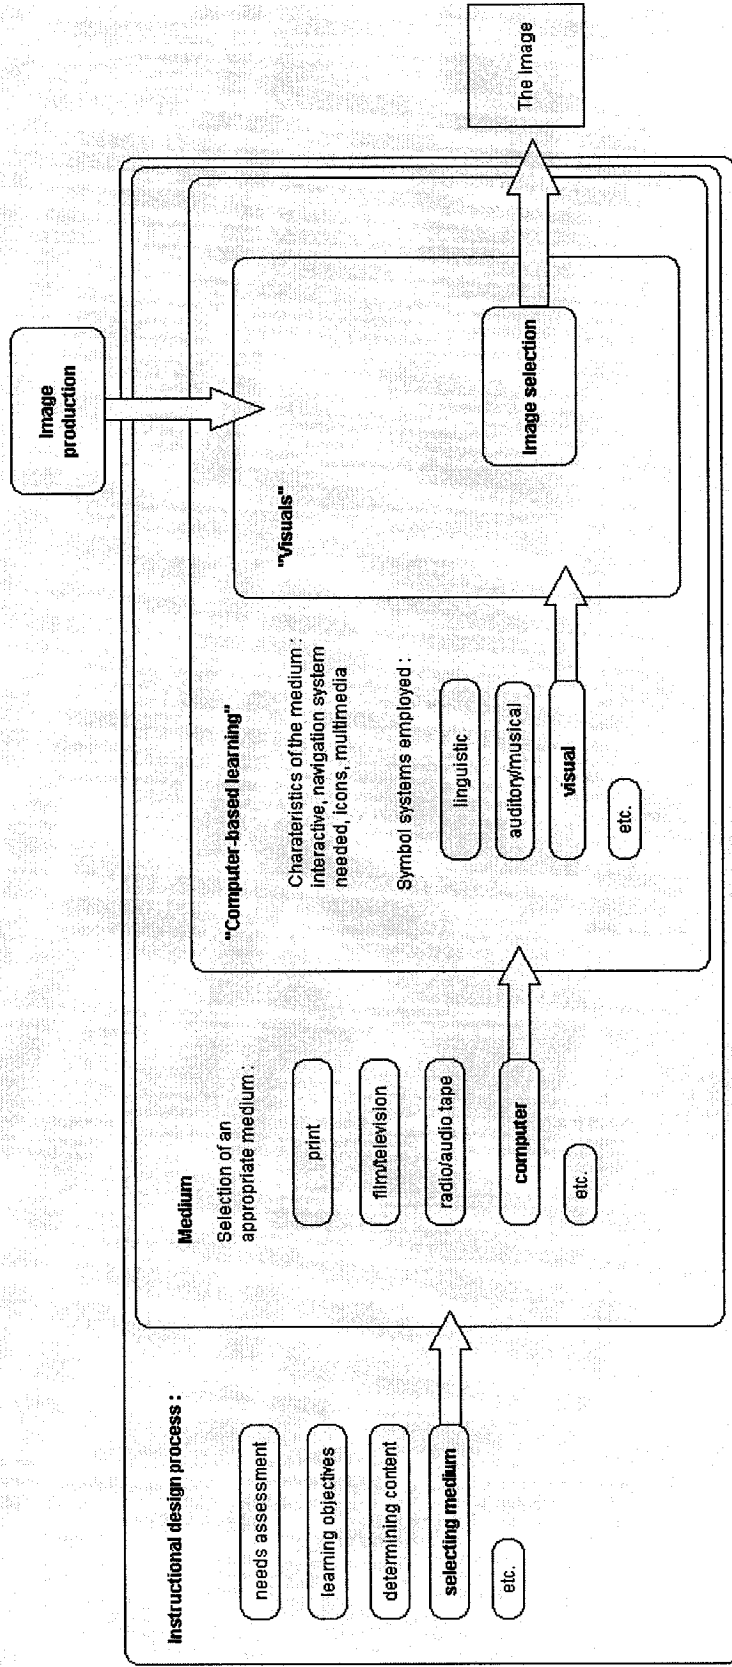 Instructional design process :
needs assessment
learning objectives
determining content
selecting medium
etc.
Medium
Selection of an
appropriate medium :
print
film/television
radio/audio tape
computer
etc.
"Computer-based learning"
Charateristics of the medium :
interactive, navigation system
needed, icons, multimedia
Symbol systems employed :
linguistic
auditory/musical
visual
etc.
"Visuals"
Image
production
Image selection
The image